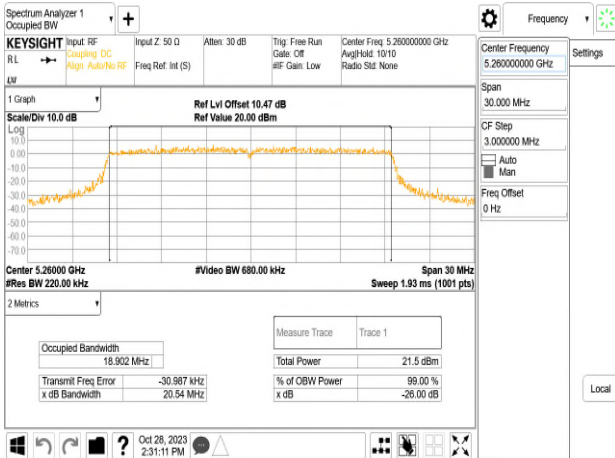 Spectrum Analyzer 1
Occupied BW
+
Frequency
KEYSIGHT
RL
Input: RF
Coupling: DC
Align: Auto/No RF
Input Z: 50 Ω
Freq Ref: Int (S)
Atten: 30 dB
Trig: Free Run
Gate: Off
#IF Gain: Low
Center Freq: 5.260000000 GHz
Avg|Hold: 10/10
Radio Std: None
Center Frequency
5.260000000 GHz
Settings
Span
30.000 MHz
CF Step
3.000000 MHz
Auto
Man
Freq Offset
0 Hz
1 Graph
Scale/Div 10.0 dB
Ref Lvl Offset 10.47 dB
Ref Value 20.00 dBm
Log
10.0
0.00
-10.0
-20.0
-30.0
-40.0
-50.0
-60.0
-70.0
Center 5.26000 GHz
#Res BW 220.00 kHz
#Video BW 680.00 kHz
Span 30 MHz
Sweep 1.93 ms (1001 pts)
2 Metrics
Measure Trace
Trace 1
Occupied Bandwidth
18.902 MHz
Total Power
21.5 dBm
Transmit Freq Error
-30.987 kHz
% of OBW Power
99.00 %
x dB Bandwidth
20.54 MHz
x dB
-26.00 dB
Local
?
Oct 28, 2023
2:31:11 PM